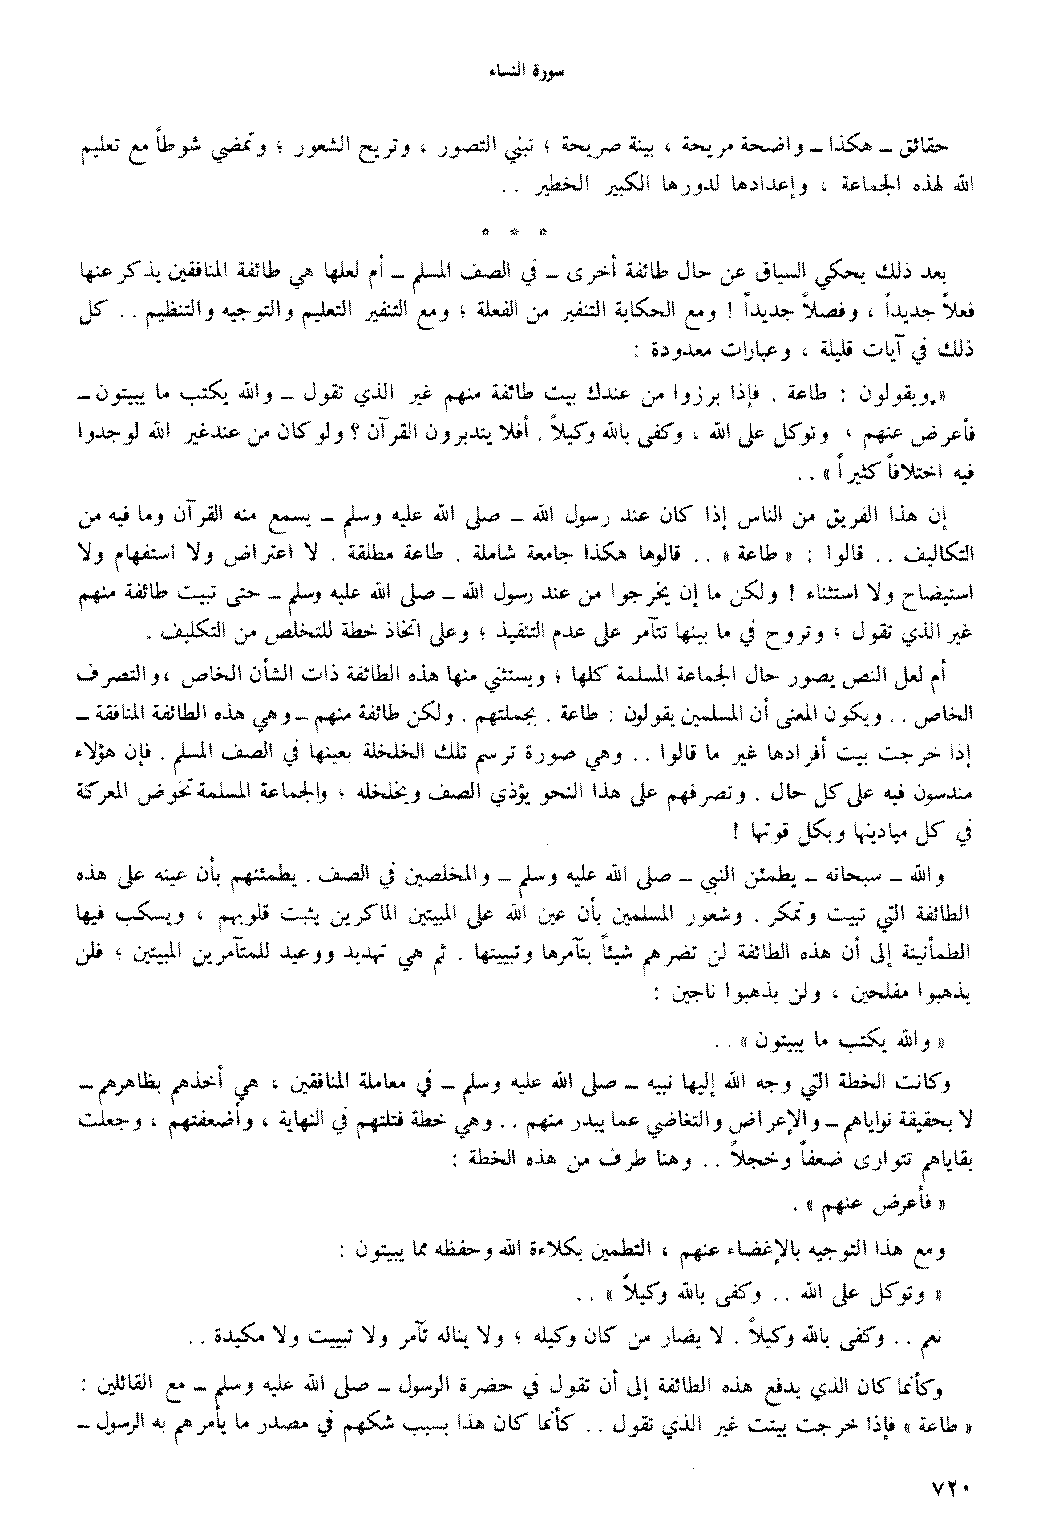 سورة النساء
حقائق – هكذا – واضحة مريحة ، بينة صريحة ؛ تبني التصور ، وتريح الشعور ؛ وتمضي شوطاً مع تعليم
الله لهذه الجماعة ، وإعدادها لدورها الكبير الخطير . .
* * *
بعد ذلك يحكي السياق عن حال طائفة أخرى – في الصف المسلم – أم لعلها هي طائفة المنافقين يذكر عنها
فعلاً جديداً ، وفصلاً جديداً ! ومع الحكاية التنفير من الفعلة ؛ ومع التنفير التعليم والتوجيه والتنظيم . . كل
ذلك في آيات قليلة ، وعبارات معدودة :
« ويقولون : طاعة . فإذا برزوا من عندك بيت طائفة منهم غير الذي تقول – والله يكتب ما يبيتون –
فأعرض عنهم ، وتوكل على الله ، وكفى بالله وكيلاً . أفلا يتدبرون القرآن ؟ ولو كان من عندغير الله لوجدوا
فيه اختلافاً كثيراً » . .
إن هذا الفريق من الناس إذا كان عند رسول الله – صلى الله عليه وسلم – يسمع منه القرآن وما فيه من
التكاليف . . قالوا : « طاعة » . . قالوها هكذا جامعة شاملة . طاعة مطلقة . لا اعتراض ولا استفهام ولا
استيضاح ولا استثناء ! ولكن ما إن يخرجوا من عند رسول الله – صلى الله عليه وسلم – حتى تبيت طائفة منهم
غير الذي تقول ؛ وتروح في ما بينها تتآمر على عدم التنفيذ ؛ وعلى اتخاذ خطة للتخلص من التكليف .
أم لعل النص يصور حال الجماعة المسلمة كلها ؛ ويستثني منها هذه الطائفة ذات الشأن الخاص ، والتصرف
الخاص . . ويكون المعنى أن المسلمين يقولون : طاعة . بجملتهم . ولكن طائفة منهم – وهي هذه الطائفة المنافقة –
إذا خرجت بيت أفرادها غير ما قالوا . . وهي صورة ترسم تلك الخلخلة بعينها في الصف المسلم . فإن هؤلاء
مندسون فيه على كل حال . وتصرفهم على هذا النحو يؤذي الصف ويخلخله ؛ والجماعة المسلمة تخوض المعركة
في كل ميادينها وبكل قوتها !
والله – سبحانه – يطمئن النبي – صلى الله عليه وسلم – والمخلصين في الصف . يطمئنهم بأن عينه على هذه
الطائفة التي تبيت وتمكر . وشعور المسلمين بأن عين الله على المبيتين الماكرين يثبت قلوبهم ، ويسكب فيها
الطمأنينة إلى أن هذه الطائفة لن تضرهم شيئاً بتآمرها وتبييتها . ثم هي تهديد ووعيد للمتآمرين المبيتين ؛ فلن
يذهبوا مفلحين ، ولن يذهبوا ناجين :
« والله يكتب ما يبيتون » . .
وكانت الخطة التي وجه الله إليها نبيه – صلى الله عليه وسلم – في معاملة المنافقين ، هي أخذهم بظاهرهم –
لا بحقيقة نواياهم – والإعراض والتغاضي عما يبدر منهم . . وهي خطة فتلتهم في النهاية ، وأضعفتهم ، وجعلت
بقاياهم تتوارى ضعفاً وخجلاً . . وهنا طرف من هذه الخطة :
« فأعرض عنهم » .
ومع هذا التوجيه بالإغضاء عنهم ، التطمين بكلاءة الله وحفظه مما يبيتون :
« وتوكل على الله . . وكفى بالله وكيلاً » . .
نعم . . وكفى بالله وكيلاً . لا يضار من كان وكيله ؛ ولا يناله تآمر ولا تبييت ولا مكيدة . .
وكأنما كان الذي يدفع هذه الطائفة إلى أن تقول في حضرة الرسول – صلى الله عليه وسلم – مع القائلين :
« طاعة » فإذا خرجت بيتت غير الذي تقول . . كأنما كان هذا بسبب شكهم في مصدر ما يأمرهم به الرسول –
٧٢٠